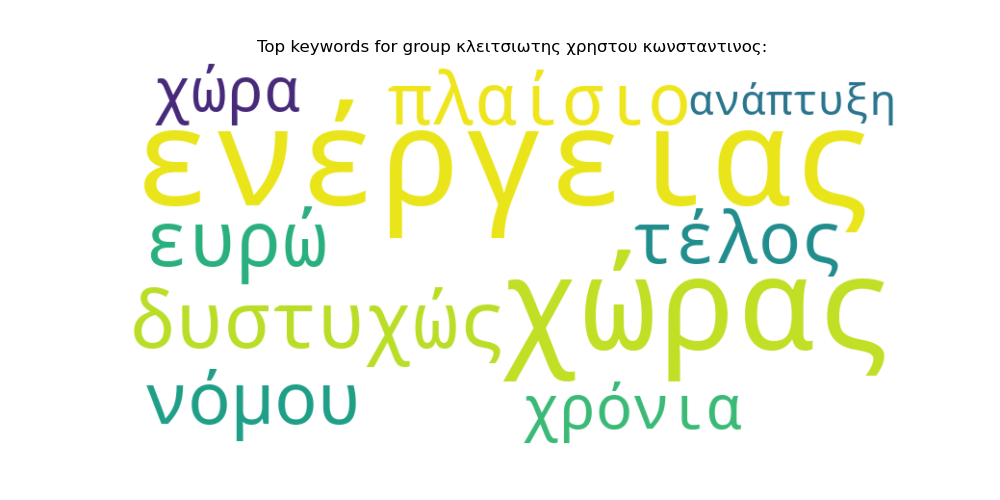 Top keywords for group κλειτσιωτης χρηστου κωνσταντινος:
χώρα πλαίσιο ανάπτυξη
ενέργειας
ευρώ τέλος
δυστυχώς χώρας
νόμου χρόνια